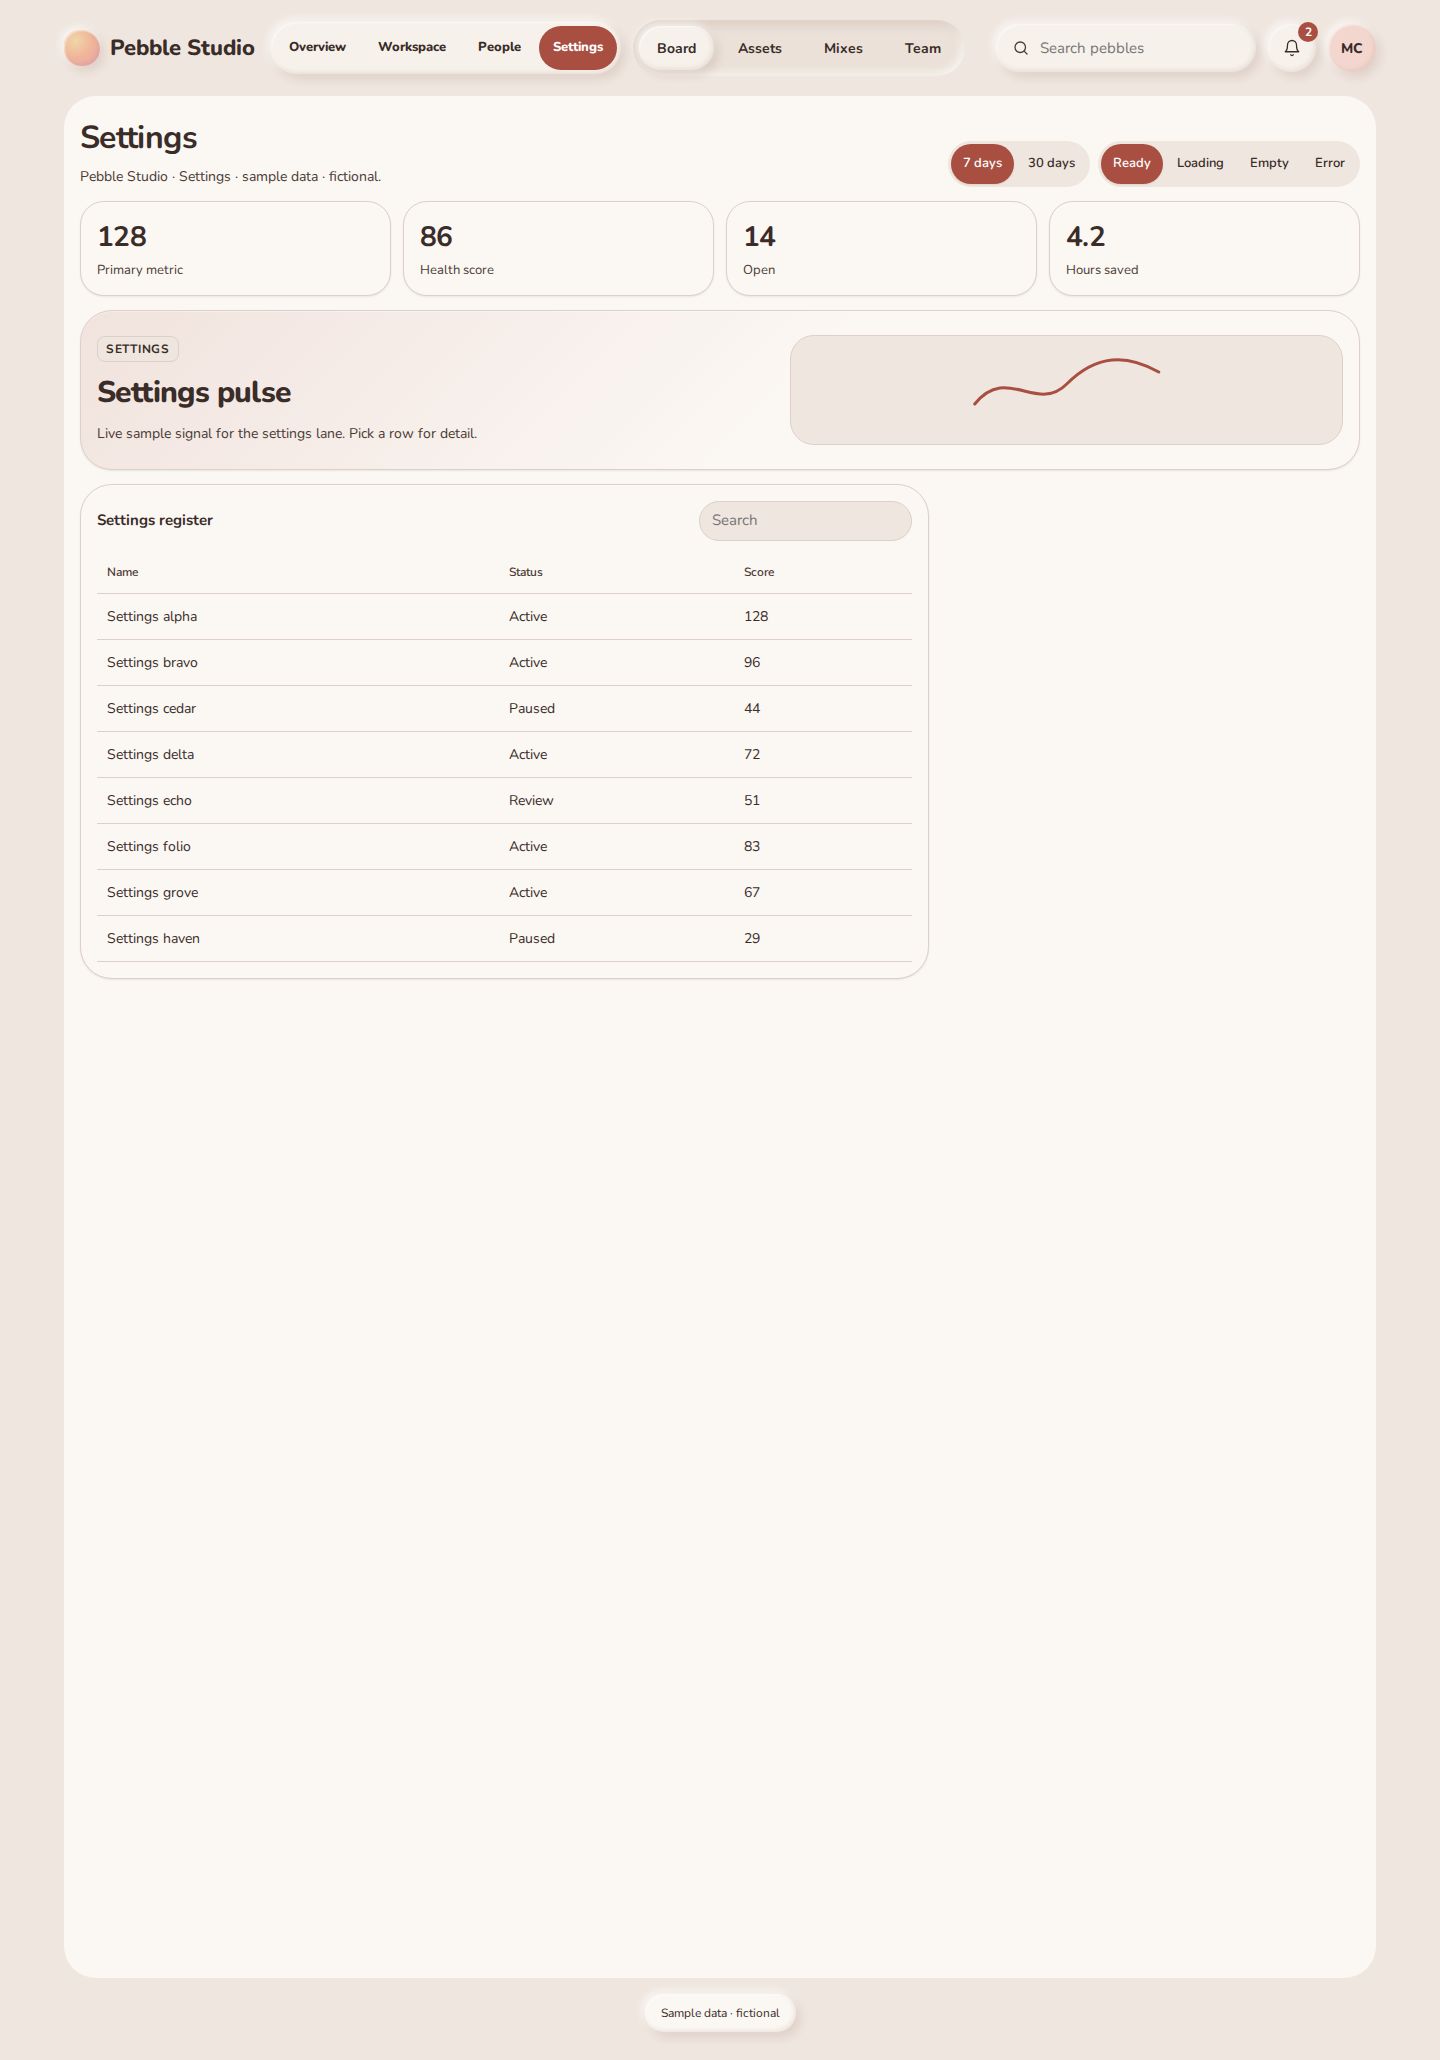 Pebble Studio
Overview Workspace People Settings
Board Assets Mixes Team
Search pebbles
2
MC
Settings
Pebble Studio · Settings · sample data · fictional.
7 days 30 days
Ready Loading Empty Error
128
Primary metric
86
Health score
14
Open
4.2
Hours saved
SETTINGS
Settings pulse
Live sample signal for the settings lane. Pick a row for detail.
Settings register
Search
Name Status Score
Settings alpha Active 128
Settings bravo Active 96
Settings cedar Paused 44
Settings delta Active 72
Settings echo Review 51
Settings folio Active 83
Settings grove Active 67
Settings haven Paused 29
Sample data · fictional